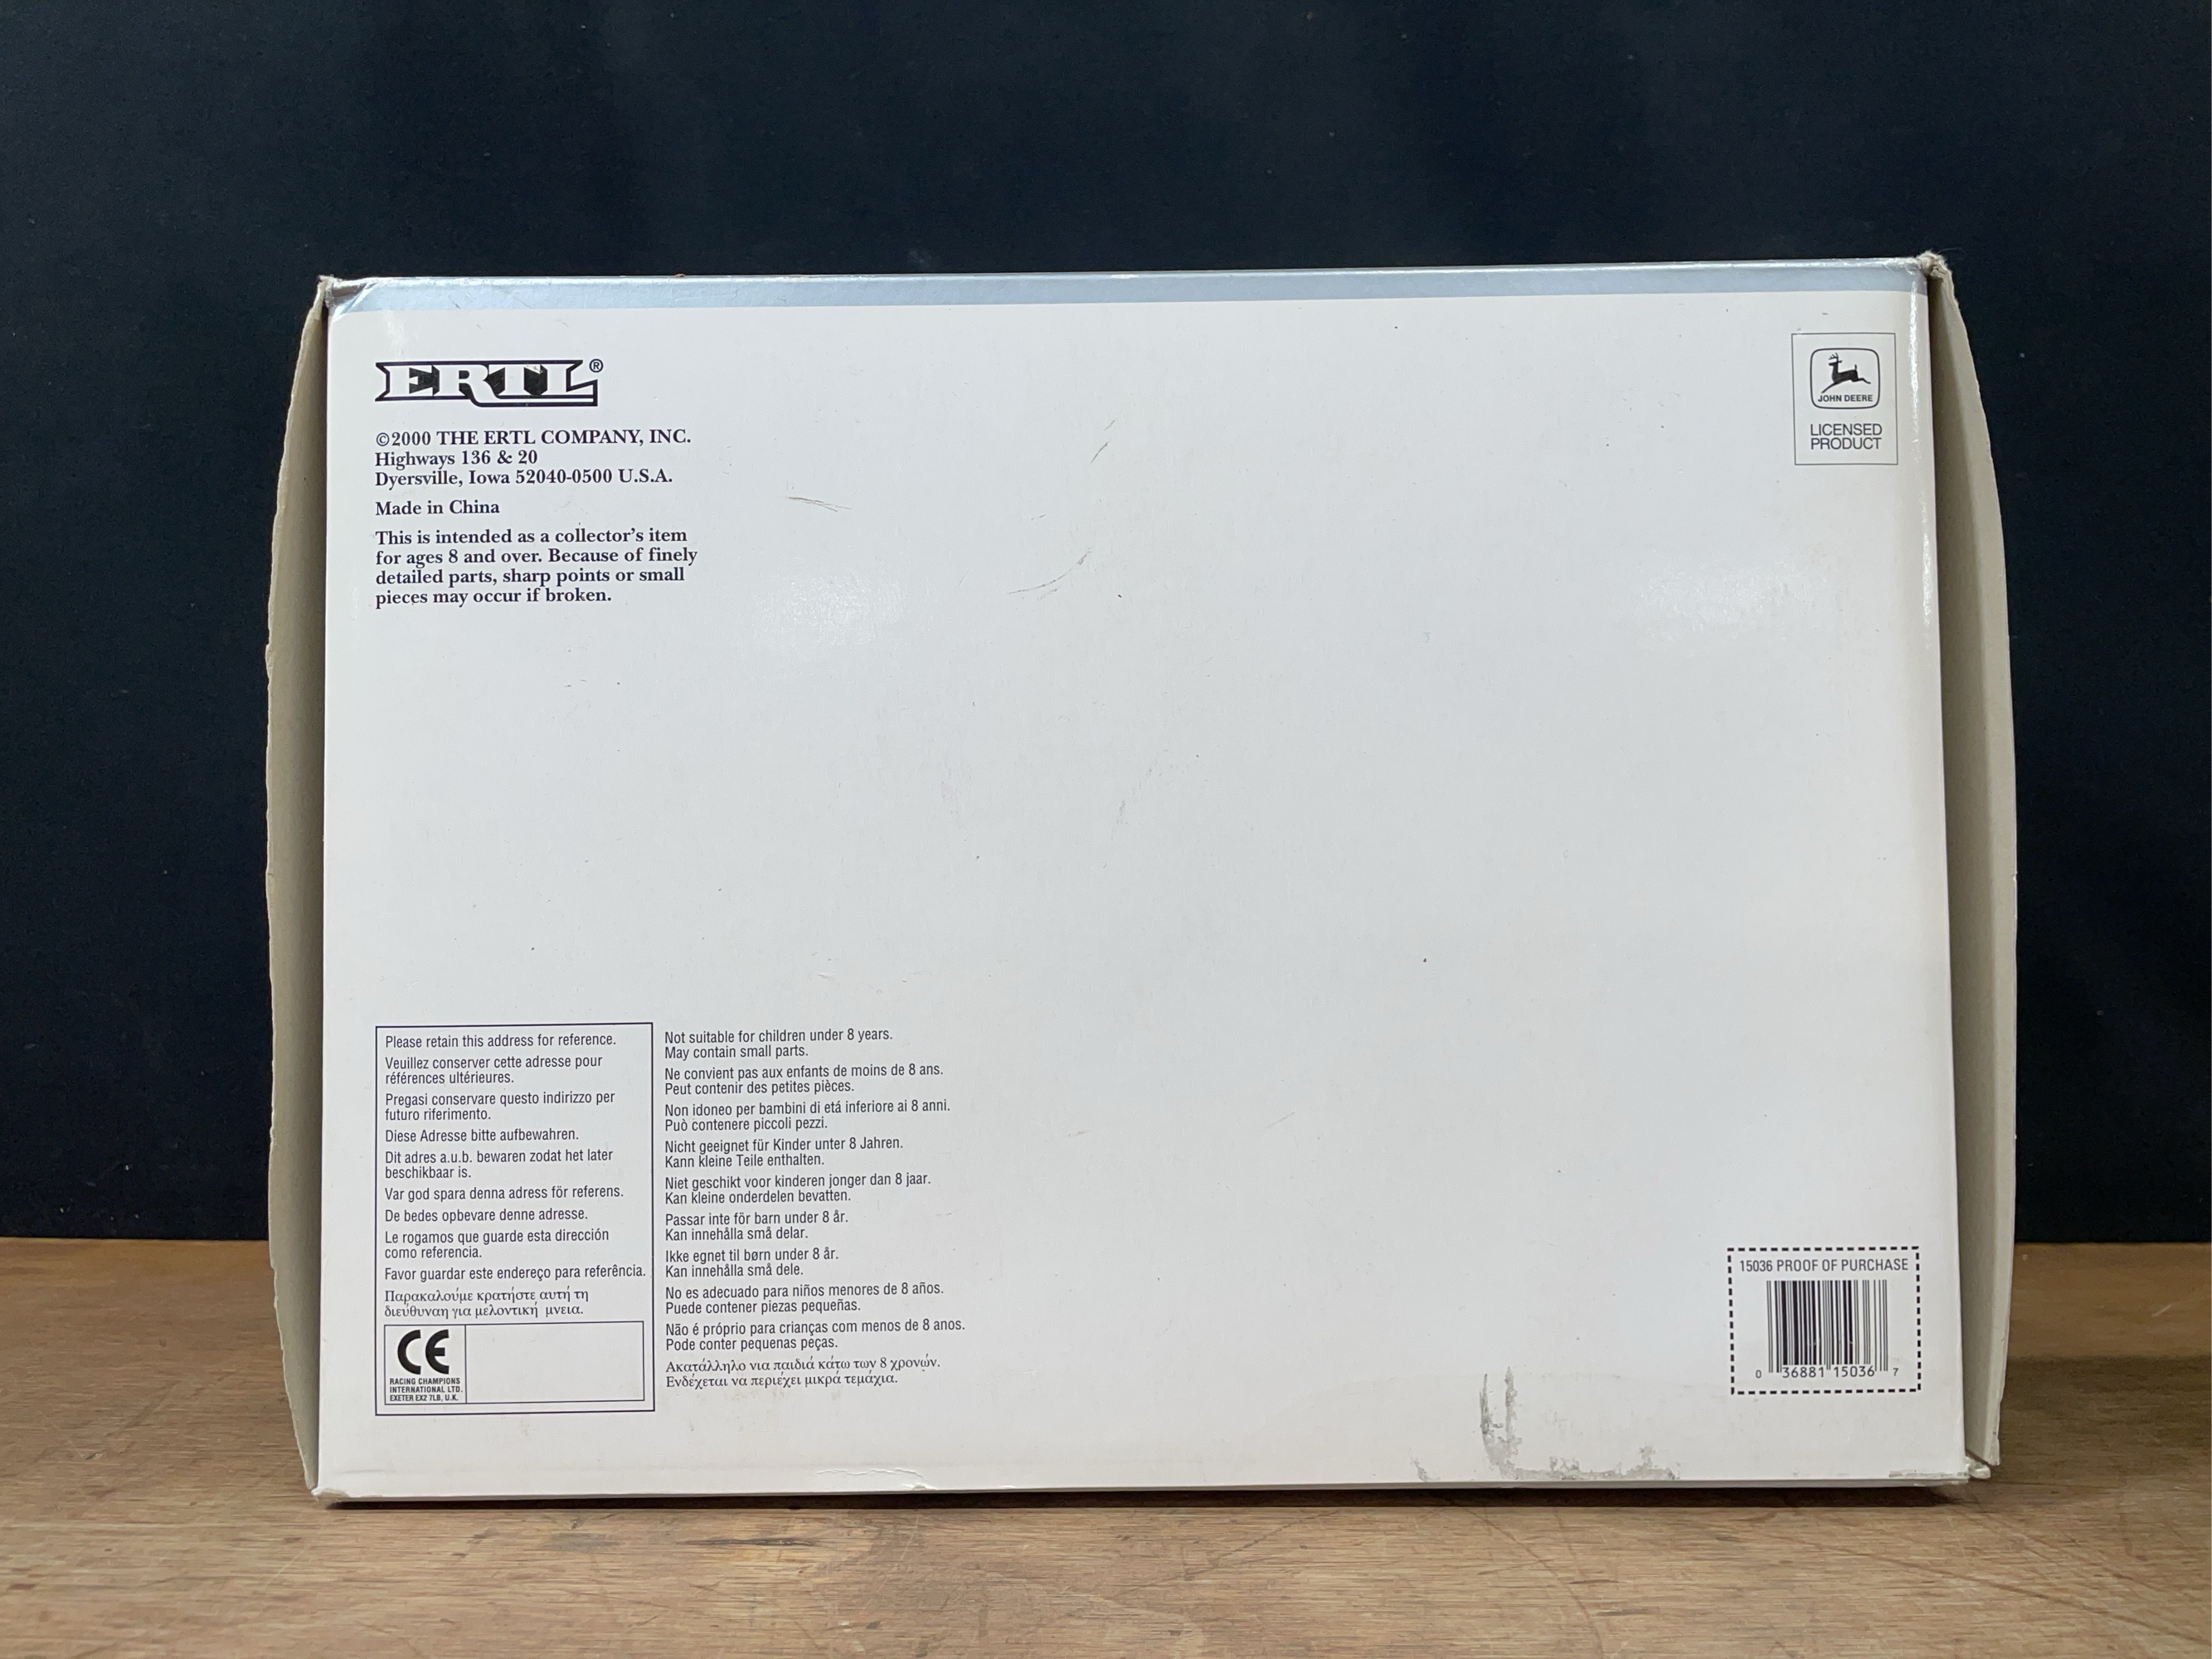 ERTL®
©2000 THE ERTL COMPANY, INC.
Highways 136 & 20
Dyersville, Iowa 52040-0500 U.S.A.
Made in China
This is intended as a collector's item
for ages 8 and over. Because of finely
detailed parts, sharp points or small
pieces may occur if broken.
JOHN DEERE
LICENSED
PRODUCT
Please retain this address for reference.
Veuillez conserver cette adresse pour
références ultérieures.
Pregasi conservare questo indirizzo per
futuro riferimento.
Diese Adresse bitte aufbewahren.
Dit adres a.u.b. bewaren zodat het later
beschikbaar is.
Var god spara denna adress för referens.
De bedes opbevare denne adresse.
Le rogamos que guarde esta dirección
como referencia.
Favor guardar este endereço para referência.
Παρακαλούμε κρατήστε αυτή τη
διεύθυναη για μελοντική μνεια.
CE
RACING CHAMPIONS
INTERNATIONAL LTD.
EXETER EX2 7LB, U.K.
Not suitable for children under 8 years.
May contain small parts.
Ne convient pas aux enfants de moins de 8 ans.
Peut contenir des petites pièces.
Non idoneo per bambini di etá inferiore ai 8 anni.
Può contenere piccoli pezzi.
Nicht geeignet für Kinder unter 8 Jahren.
Kann kleine Teile enthalten.
Niet geschikt voor kinderen jonger dan 8 jaar.
Kan kleine onderdelen bevatten.
Passar inte för barn under 8 år.
Kan innehålla små delar.
Ikke egnet til børn under 8 år.
Kan innehålla små dele.
No es adecuado para niños menores de 8 años.
Puede contener piezas pequeñas.
Não é próprio para crianças com menos de 8 anos.
Pode conter pequenas peças.
Ακατάλληλο νια παιδιά κάτω των 8 χρονών.
Ενδέχεται να περιέχει μικρά τεμάχια.
15036 PROOF OF PURCHASE
0 36881 15036 7